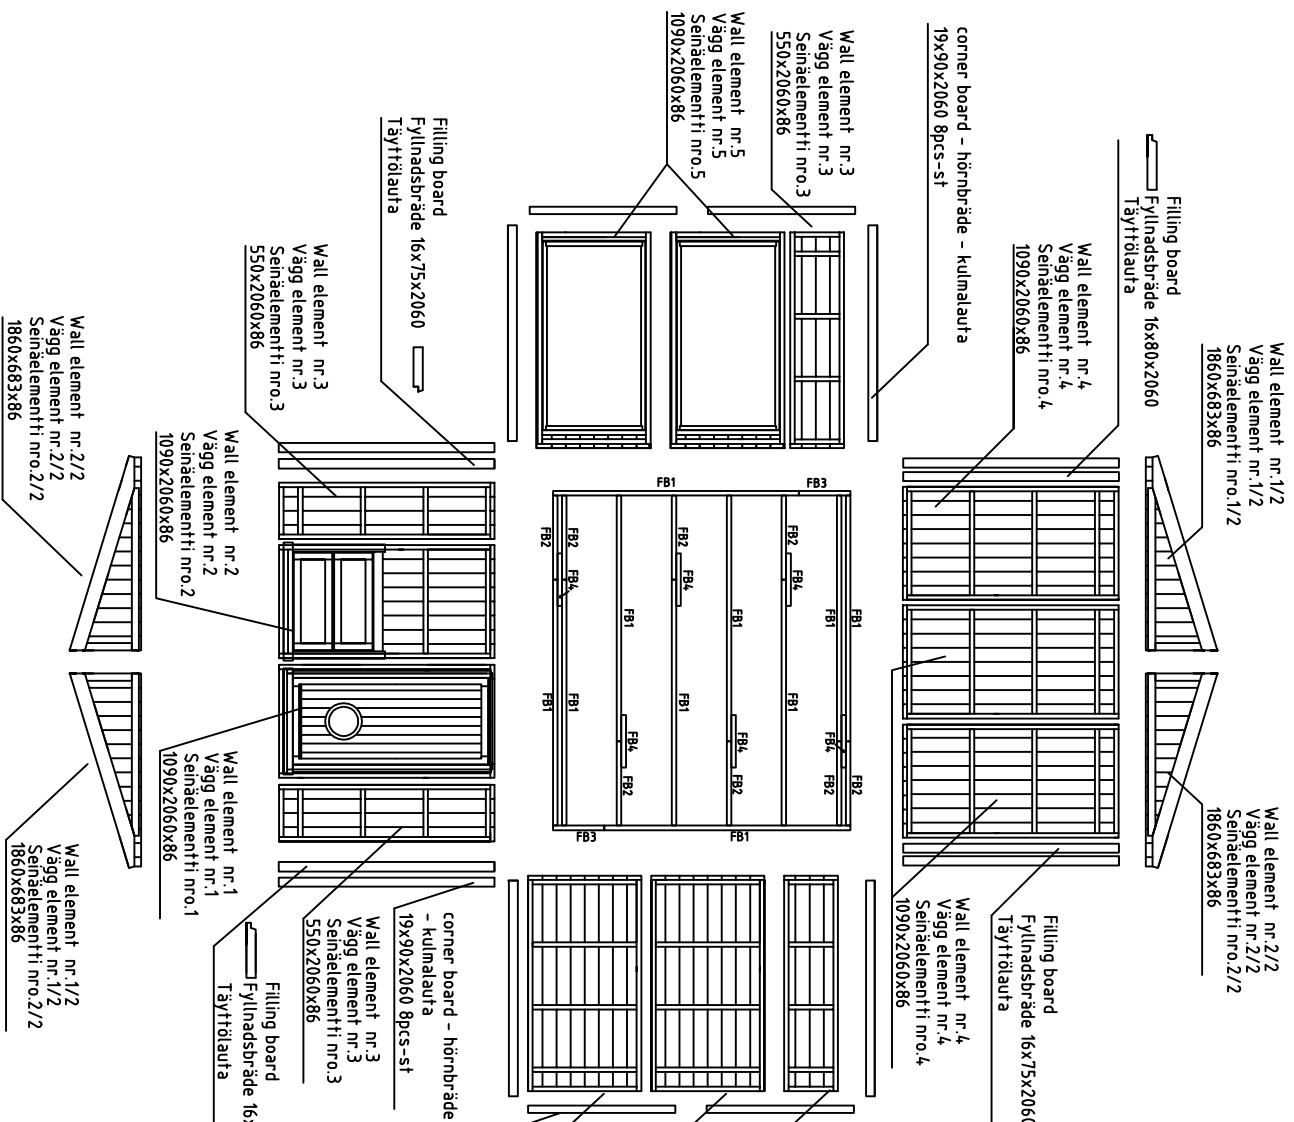 Wall element nr.5
Vägg element nr.5
Seinäelementti nro.5
1090x2060x86
Wall element nr.3
Vägg element nr.3
Seinäelementti nro.3
550x2060x86
corner board - hörnbräde - kulmalauta
19x90x2060 8pcs-st
Filling board
Fyllnadsbräde 16x80x2060
Täyttölauta
Wall element nr.4
Vägg element nr.4
Seinäelementti nro.4
1090x2060x86
Wall element nr.1/2
Vägg element nr.1/2
Seinäelementti nro.1/2
1860x683x86
Filling board
Fyllnadsbräde 16x75x2060
Täyttölauta
Wall element nr.3
Vägg element nr.3
Seinäelementti nro.3
550x2060x86
Wall element nr.2/2
Vägg element nr.2/2
Seinäelementti nro.2/2
1860x683x86
Wall element nr.2
Vägg element nr.2
Seinäelementti nro.2
1090x2060x86
FB1
FB3
FB2
FB2
FB4
FB2
FB4
FB2
FB4
FB1
FB1
FB1
FB1
FB1
FB1
FB1
FB1
FB4
FB2
FB4
FB2
FB4
FB2
FB2
FB3
FB1
Wall element nr.1
Vägg element nr.1
Seinäelementti nro.1
1090x2060x86
Wall element nr.1/2
Vägg element nr.1/2
Seinäelementti nro.2/2
1860x683x86
Wall element nr.2/2
Vägg element nr.2/2
Seinäelementti nro.2/2
1860x683x86
Wall element nr.4
Vägg element nr.4
Seinäelementti nro.4
1090x2060x86
Filling board
Fyllnadsbräde 16x75x2060
Täyttölauta
corner board - hörnbräde
- kulmalauta
19x90x2060 8pcs-st
Wall element nr.3
Vägg element nr.3
Seinäelementti nro.3
550x2060x86
Filling board
Fyllnadsbräde
Täyttölauta